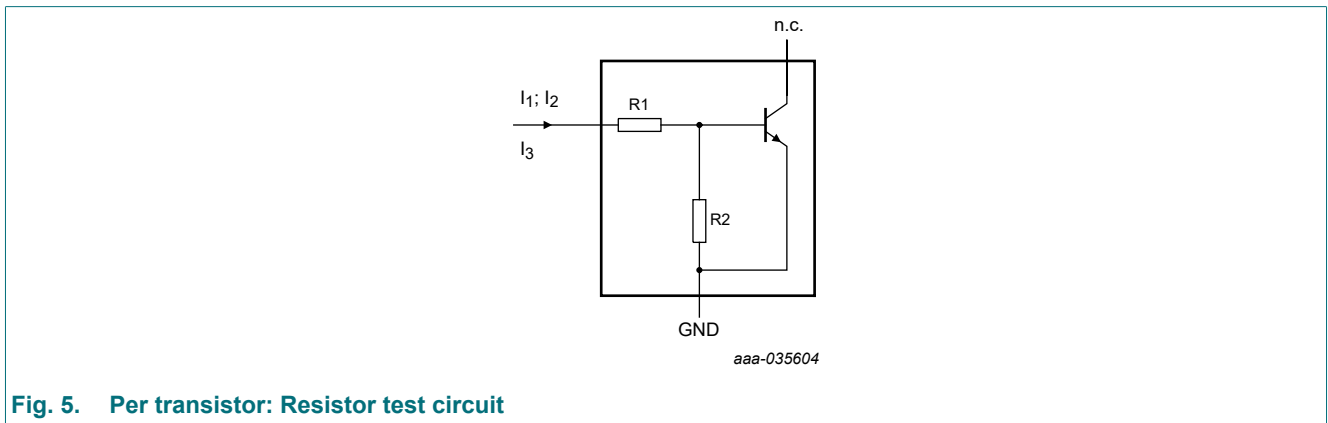 n.c.
I1; I2
R1
I3
R2
GND
aaa-035604
Fig. 5. Per transistor: Resistor test circuit